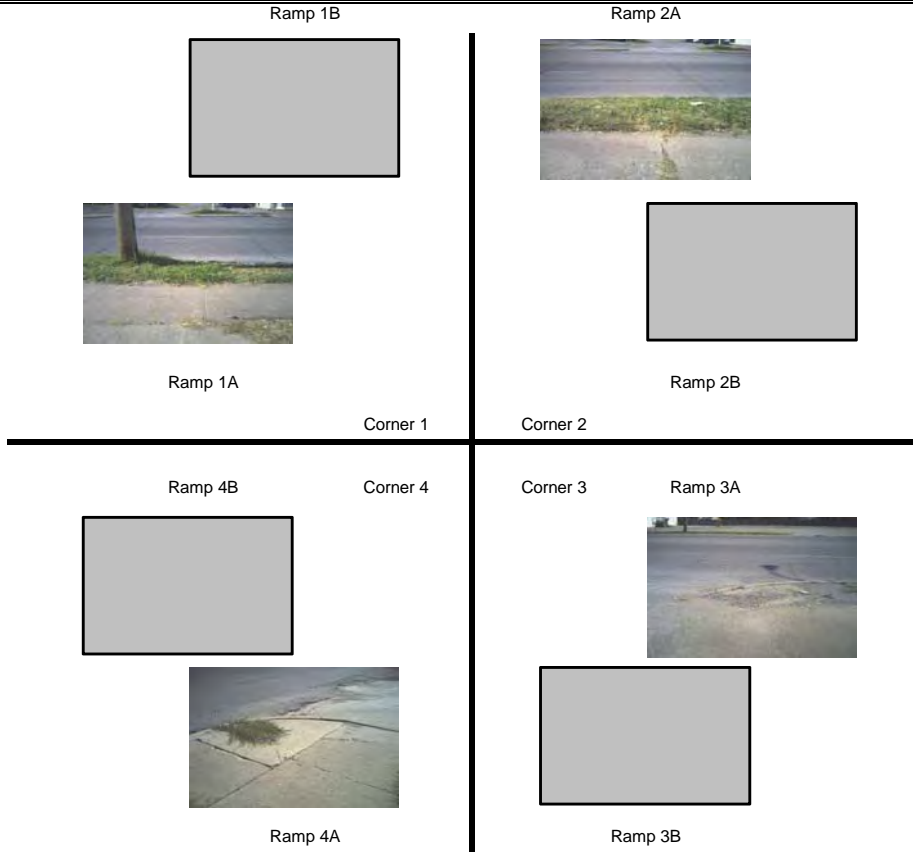 Ramp 1B Ramp 2A
Ramp 1A Ramp 2B
Corner 1 Corner 2
Ramp 4B Corner 4 Corner 3 Ramp 3A
Ramp 4A Ramp 3B